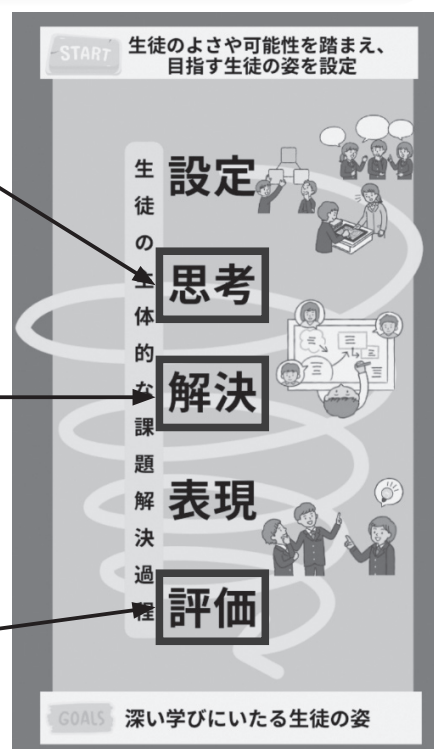 START
生徒のよさや可能性を踏まえ、
目指す生徒の姿を設定
生徒の主体的な課題解決過程
設定
思考
解決
表現
評価
GOALS
深い学びにいたる生徒の姿